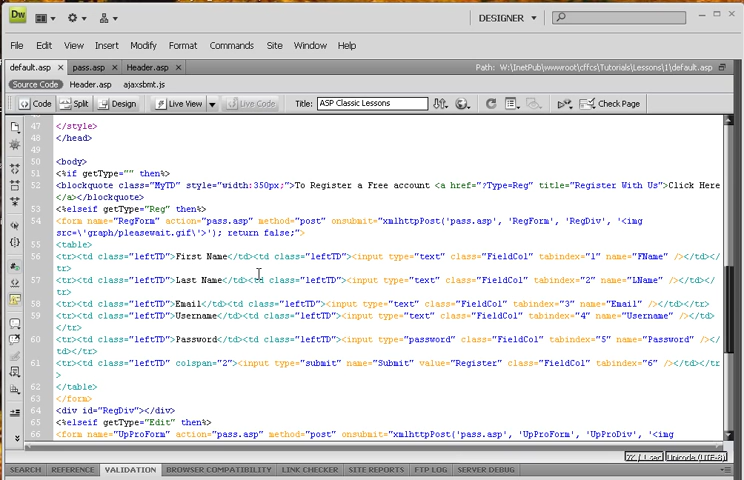 Dw
DESIGNER
File Edit View Insert Modify Format Commands Site Windows Help
default.asp × pass.asp × Header.asp ×
Path: W:\InetPub\wwwroot\cffcs\Tutorials\Lessons\1\default.asp
Source Code Header.asp ajaxsbmt.js
Code Split Design Live View Live Code Title: ASP Classic Lessons Check Page
47 </style>
48 </head>
49
50 <body>
51 <%if getType="" then%>
52 <blockquote class="MyTD" style="width:350px;">To Register a Free account <a href="?Type=Reg" title="Register With Us">Click Here
</a></blockquote>
53 <%elseif getType="Reg" then%>
54 <form name="RegForm" action="pass.asp" method="post" onsubmit="xmlhttpPost('pass.asp', 'RegForm', 'RegDiv', '<img
src=\'graph/pleasewait.gif\'>'); return false;">
55 <table>
56 <tr><td class="leftTD">First Name</td><td class="leftTD"><input type="text" class="FieldCol" tabindex="1" name="FName" /></td></
tr>
57 <tr><td class="leftTD">Last Name</td><td class="leftTD"><input type="text" class="FieldCol" tabindex="2" name="LName" /></td></
tr>
58 <tr><td class="leftTD">Email</td><td class="leftTD"><input type="text" class="FieldCol" tabindex="3" name="Email" /></td></tr>
59 <tr><td class="leftTD">Username</td><td class="leftTD"><input type="text" class="FieldCol" tabindex="4" name="Username" /></td>
</tr>
60 <tr><td class="leftTD">Password</td><td class="leftTD"><input type="password" class="FieldCol" tabindex="5" name="Password" /></
td></tr>
61 <tr><td class="leftTD" colspan="2"><input type="submit" name="Submit" value="Register" class="FieldCol" tabindex="6" /></td></tr
>
62 </table>
63 </form>
64 <div id="RegDiv"></div>
65 <%elseif getType="Edit" then%>
66 <form name="UpProForm" action="pass.asp" method="post" onsubmit="xmlhttpPost('pass.asp', 'UpProForm', 'UpProDiv', '<img
Unicode (UTF-8)
SEARCH REFERENCE VALIDATION BROWSER COMPATIBILITY LINK CHECKER SITE REPORTS FTP LOG SERVER DEBUG